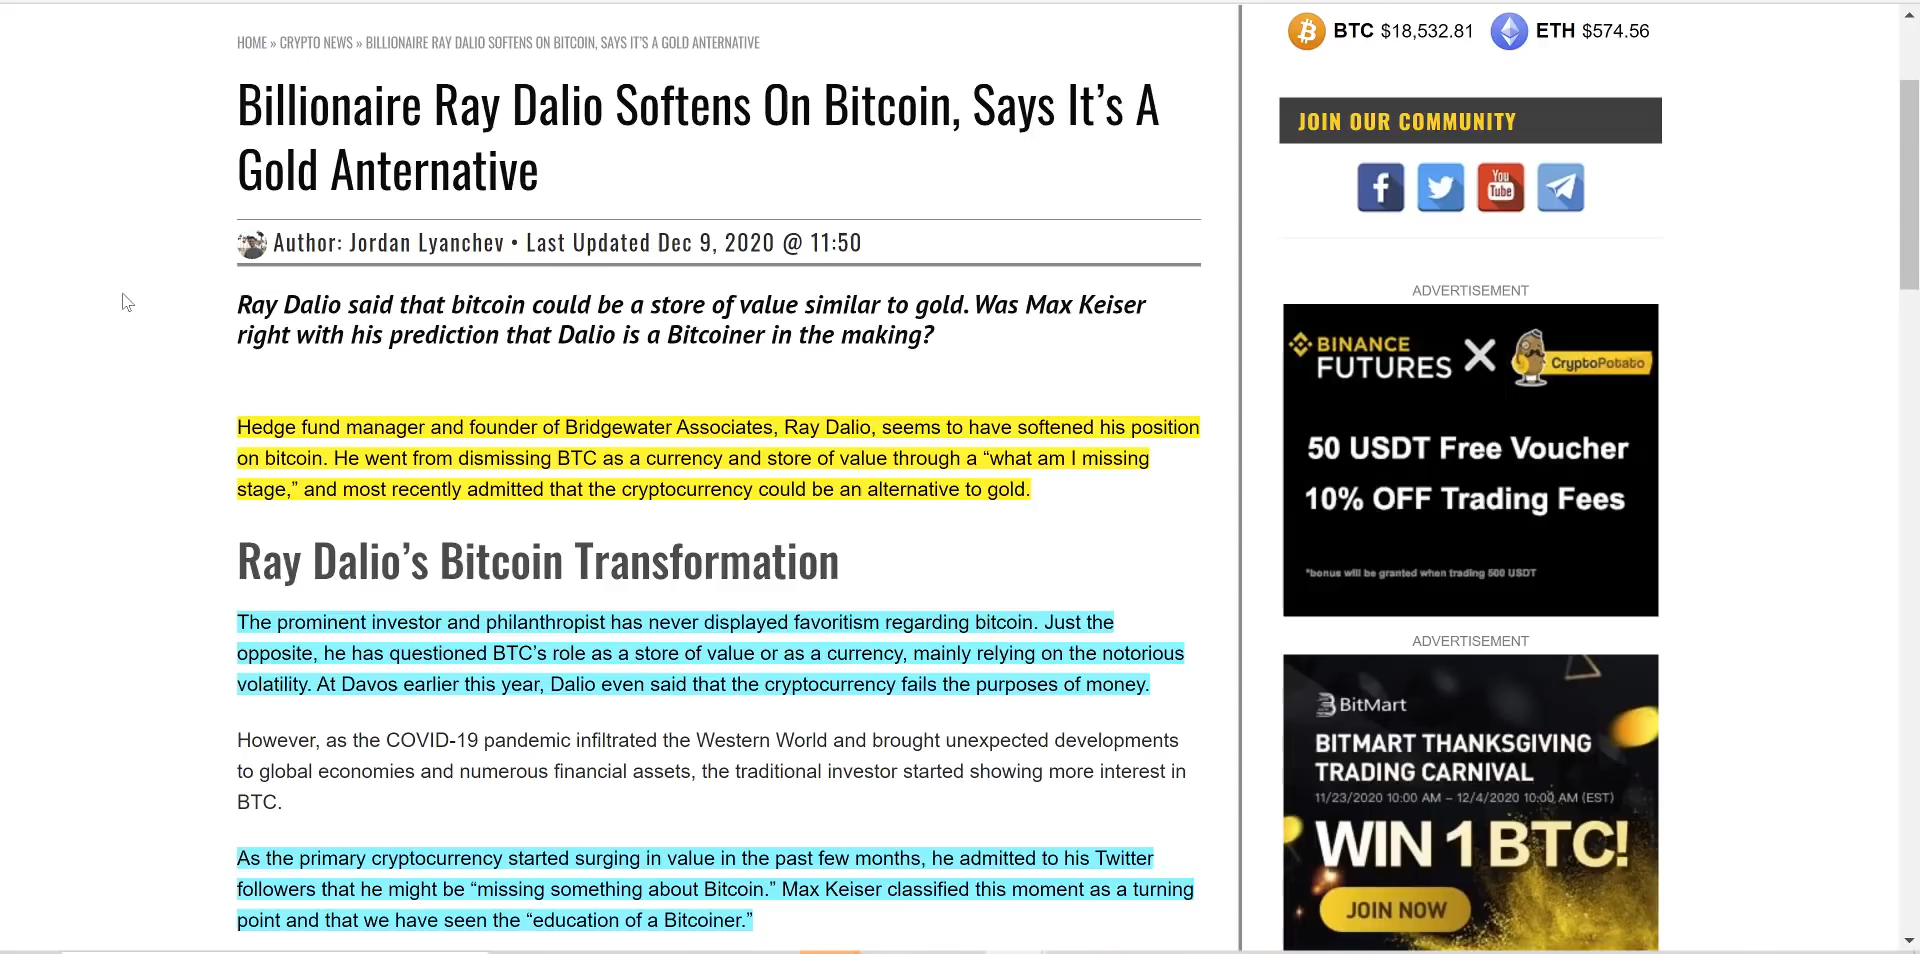 HOME » CRYPTO NEWS » BILLIONAIRE RAY DALIO SOFTENS ON BITCOIN, SAYS IT'S A GOLD ANTERNATIVE
Billionaire Ray Dalio Softens On Bitcoin, Says It’s A
Gold Anternative
Author: Jordan Lyanchev • Last Updated Dec 9, 2020 @ 11:50
Ray Dalio said that bitcoin could be a store of value similar to gold. Was Max Keiser
right with his prediction that Dalio is a Bitcoiner in the making?
Hedge fund manager and founder of Bridgewater Associates, Ray Dalio, seems to have softened his position
on bitcoin. He went from dismissing BTC as a currency and store of value through a “what am I missing
stage,” and most recently admitted that the cryptocurrency could be an alternative to gold.
Ray Dalio’s Bitcoin Transformation
The prominent investor and philanthropist has never displayed favoritism regarding bitcoin. Just the
opposite, he has questioned BTC’s role as a store of value or as a currency, mainly relying on the notorious
volatility. At Davos earlier this year, Dalio even said that the cryptocurrency fails the purposes of money.
However, as the COVID-19 pandemic infiltrated the Western World and brought unexpected developments
to global economies and numerous financial assets, the traditional investor started showing more interest in
BTC.
As the primary cryptocurrency started surging in value in the past few months, he admitted to his Twitter
followers that he might be “missing something about Bitcoin.” Max Keiser classified this moment as a turning
point and that we have seen the “education of a Bitcoiner.”
BTC $18,532.81 ETH $574.56
JOIN OUR COMMUNITY
You
Tube
ADVERTISEMENT
BINANCE
FUTURES X CryptoPotato
50 USDT Free Voucher
10% OFF Trading Fees
*bonus will be granted when trading 500 USDT
ADVERTISEMENT
BitMart
BITMART THANKSGIVING
TRADING CARNIVAL
11/23/2020 10:00 AM – 12/4/2020 10:00 AM (EST)
WIN 1 BTC!
JOIN NOW